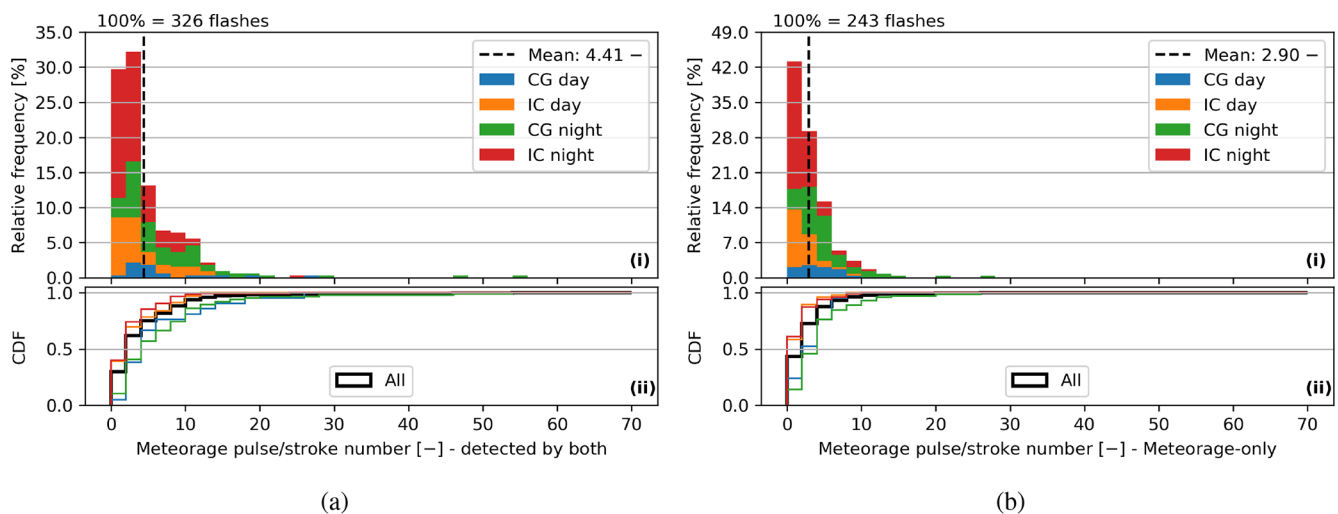 100% = 326 flashes
35.0
30.0
25.0
20.0
15.0
10.0
5.0
0.0
Relative frequency [%]
Mean: 4.41 −
CG day
IC day
CG night
IC night
(i)
1.0
0.5
0.0
CDF
All
(ii)
0 10 20 30 40 50 60 70
Meteorage pulse/stroke number [−] - detected by both
(a)
100% = 243 flashes
49.0
42.0
35.0
28.0
21.0
14.0
7.0
0.0
Relative frequency [%]
Mean: 2.90 −
CG day
IC day
CG night
IC night
(i)
1.0
0.5
0.0
CDF
All
(ii)
0 10 20 30 40 50 60 70
Meteorage pulse/stroke number [−] - Meteorage-only
(b)